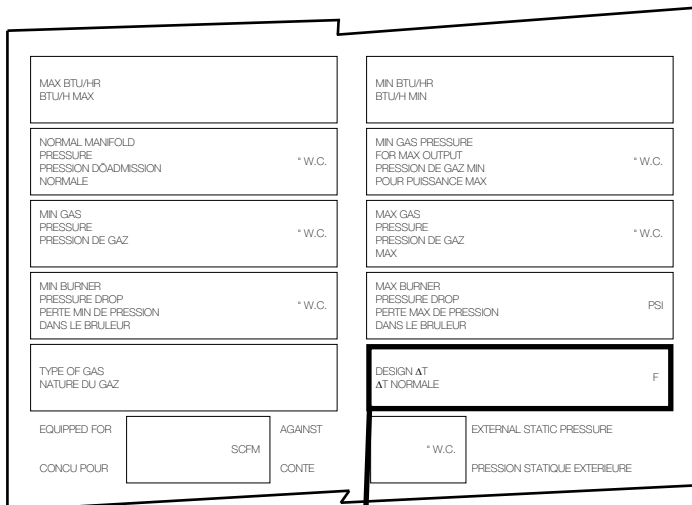 MAX BTU/HR
BTU/H MAX
MIN BTU/HR
BTU/H MIN
NORMAL MANIFOLD
PRESSURE
PRESSION DÕADMISSION
NORMALE
" W.C.
MIN GAS PRESSURE
FOR MAX OUTPUT
PRESSION DE GAZ MIN
POUR PUISSANCE MAX
" W.C.
MIN GAS
PRESSURE
PRESSION DE GAZ
" W.C.
MAX GAS
PRESSURE
PRESSION DE GAZ
MAX
" W.C.
MIN BURNER
PRESSURE DROP
PERTE MIN DE PRESSION
DANS LE BRULEUR
" W.C.
MAX BURNER
PRESSURE DROP
PERTE MAX DE PRESSION
DANS LE BRULEUR
PSI
TYPE OF GAS
NATURE DU GAZ
DESIGN ΔT
ΔT NORMALE
F
EQUIPPED FOR
CONCU POUR
SCFM
AGAINST
CONTE
" W.C.
EXTERNAL STATIC PRESSURE
PRESSION STATIQUE EXTERIEURE